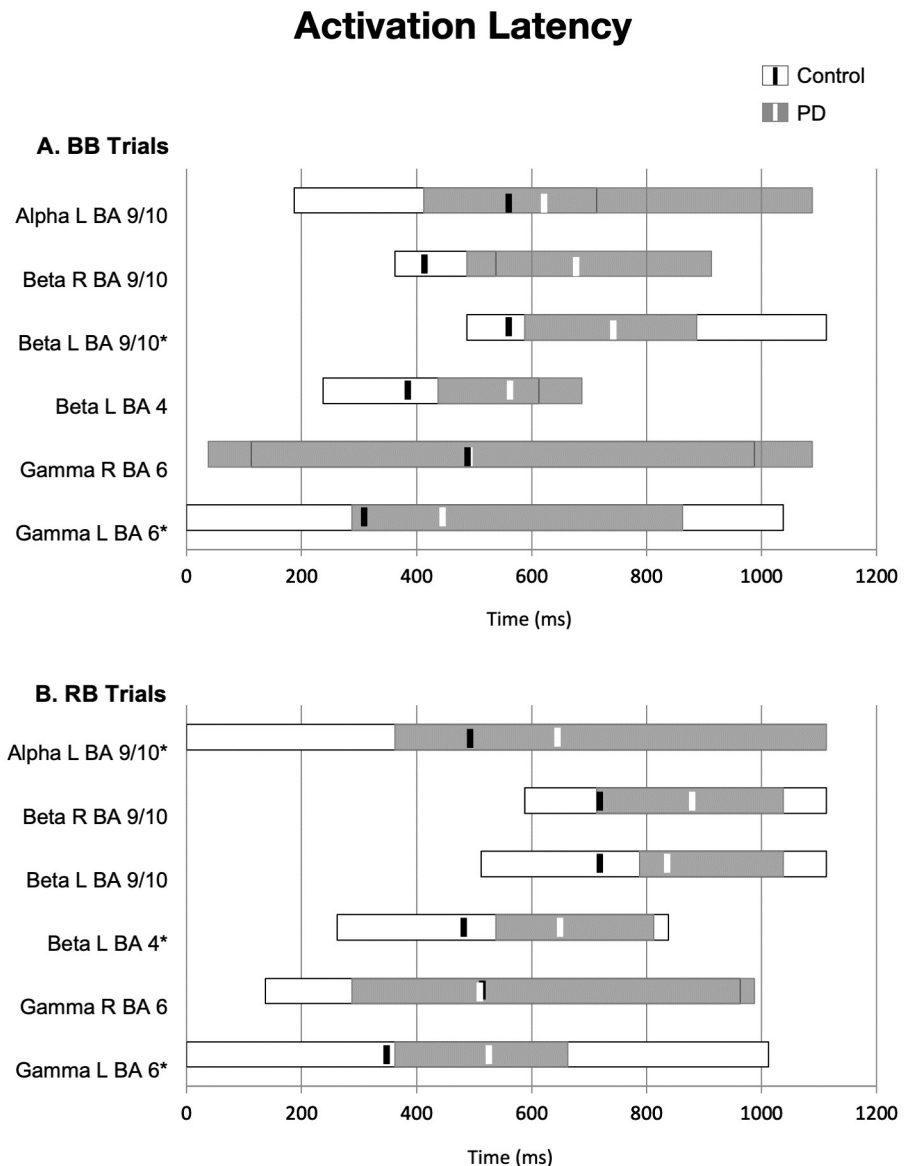 Activation Latency
Control
PD
A. BB Trials
Alpha L BA 9/10
Beta R BA 9/10
Beta L BA 9/10*
Beta L BA 4
Gamma R BA 6
Gamma L BA 6*
0 200 400 600 800 1000 1200
Time (ms)
B. RB Trials
Alpha L BA 9/10*
Beta R BA 9/10
Beta L BA 9/10
Beta L BA 4*
Gamma R BA 6
Gamma L BA 6*
0 200 400 600 800 1000 1200
Time (ms)